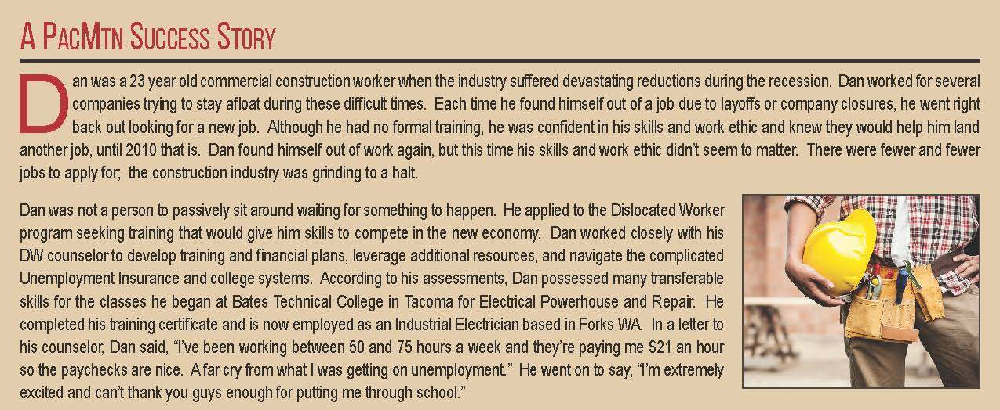 A PacMtn Success Story
Dan was a 23 year old commercial construction worker when the industry suffered devastating reductions during the recession. Dan worked for several
companies trying to stay afloat during these difficult times. Each time he found himself out of a job due to layoffs or company closures, he went right
back out looking for a new job. Although he had no formal training, he was confident in his skills and work ethic and knew they would help him land
another job, until 2010 that is. Dan found himself out of work again, but this time his skills and work ethic didn't seem to matter. There were fewer and fewer
jobs to apply for; the construction industry was grinding to a halt.
Dan was not a person to passively sit around waiting for something to happen. He applied to the Dislocated Worker
program seeking training that would give him skills to compete in the new economy. Dan worked closely with his
DW counselor to develop training and financial plans, leverage additional resources, and navigate the complicated
Unemployment Insurance and college systems. According to his assessments, Dan possessed many transferable
skills for the classes he began at Bates Technical College in Tacoma for Electrical Powerhouse and Repair. He
completed his training certificate and is now employed as an Industrial Electrician based in Forks WA. In a letter to
his counselor, Dan said, “I've been working between 50 and 75 hours a week and they're paying me $21 an hour
so the paychecks are nice. A far cry from what I was getting on unemployment.” He went on to say, “I'm extremely
excited and can't thank you guys enough for putting me through school.”